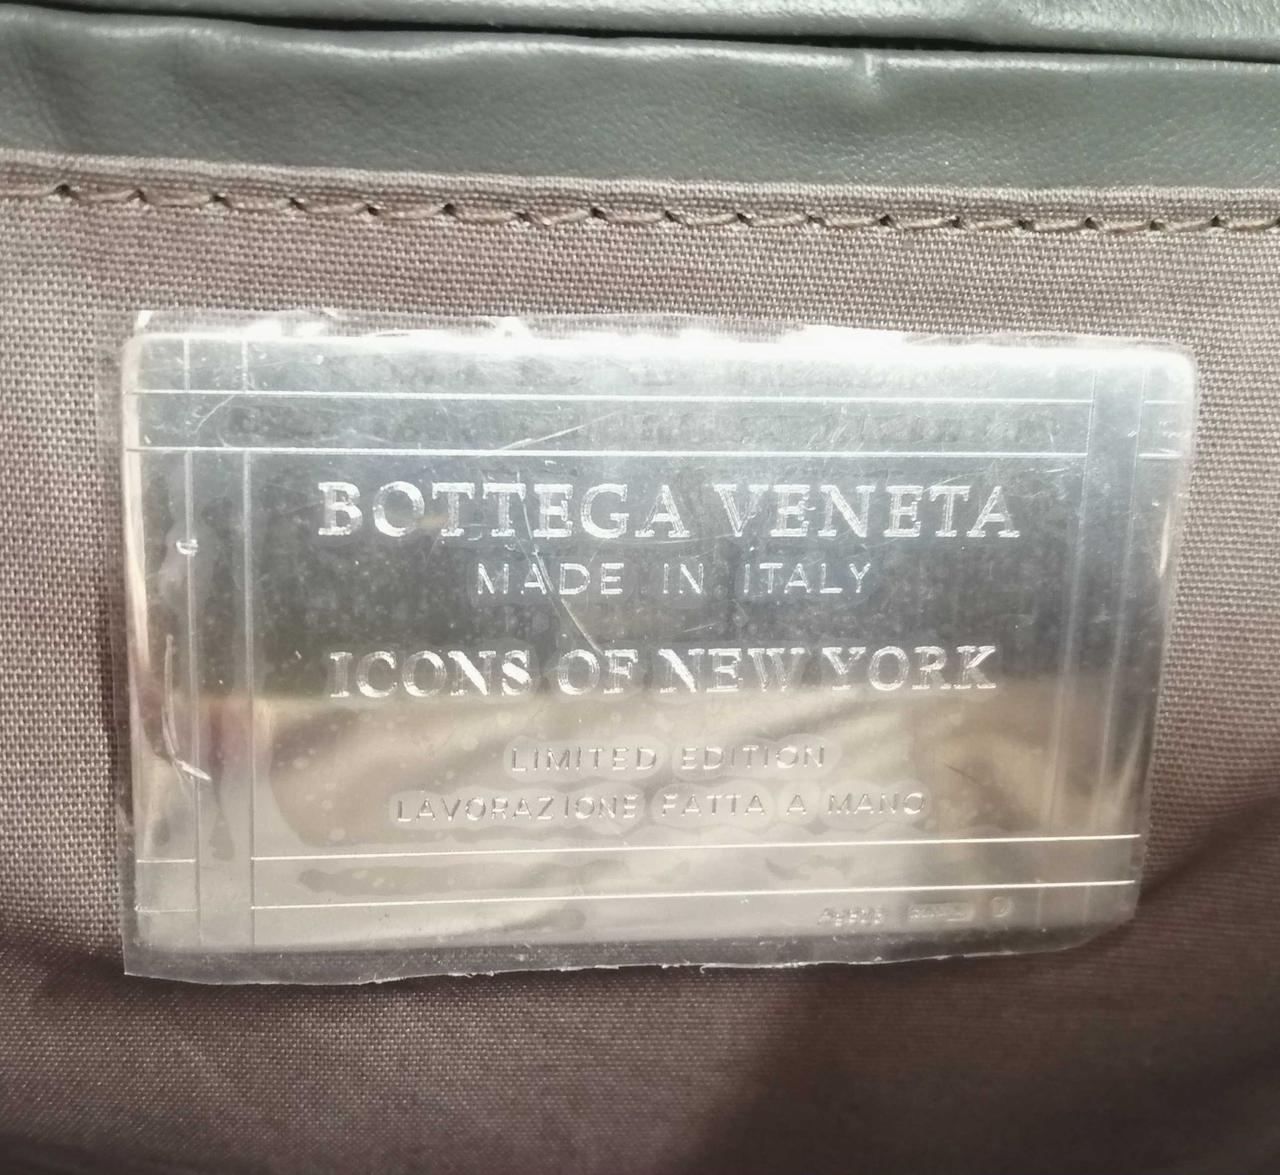 BOTTEGA VENETA
MADE IN ITALY
ICONS OF NEW YORK
LIMITED EDITION
LAVORAZIONE FATTA A MANO